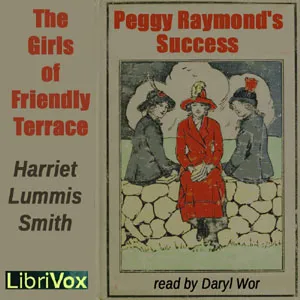 The
Girls
of
Friendly
Terrace
Harriet
Lummis
Smith
LibriVox
Peggy Raymond's
Success
read by Daryl Wor